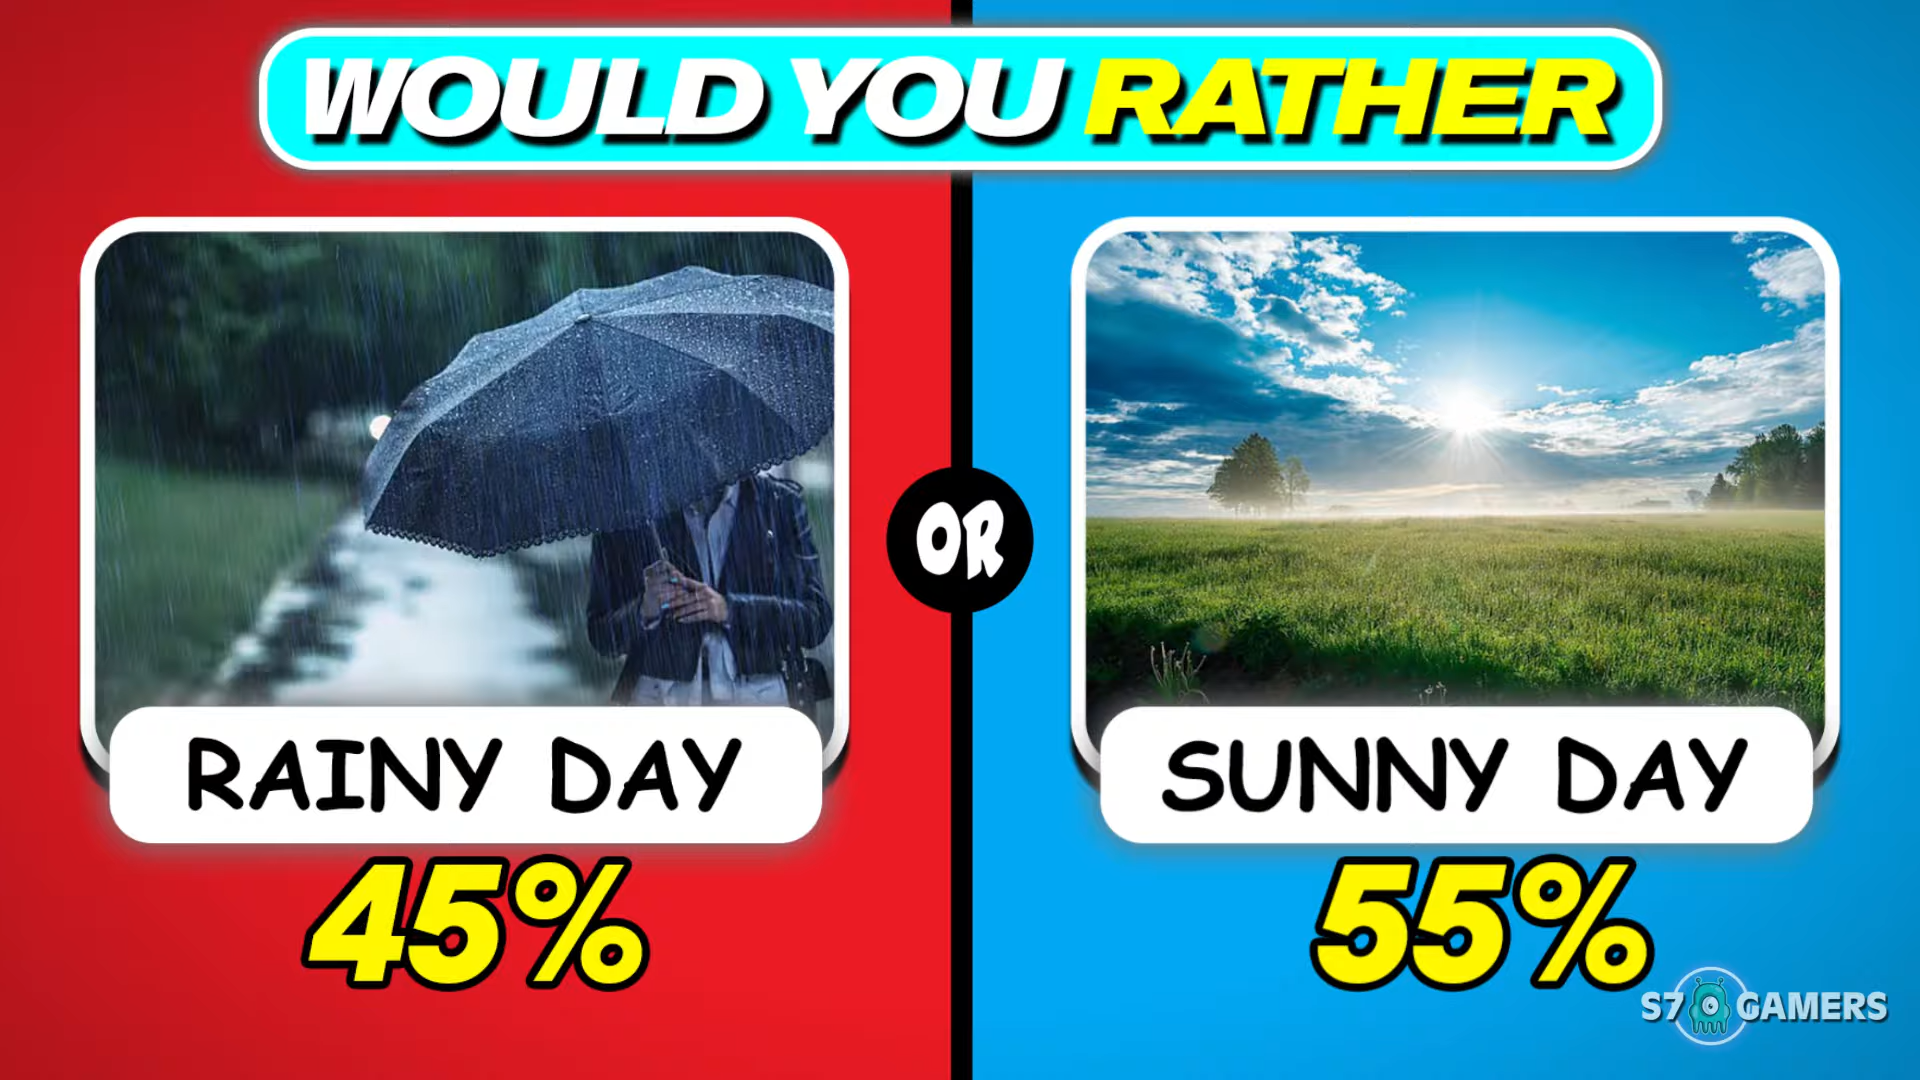 WOULD YOU RATHER
OR
RAINY DAY
SUNNY DAY
45%
55%
S7 GAMERS